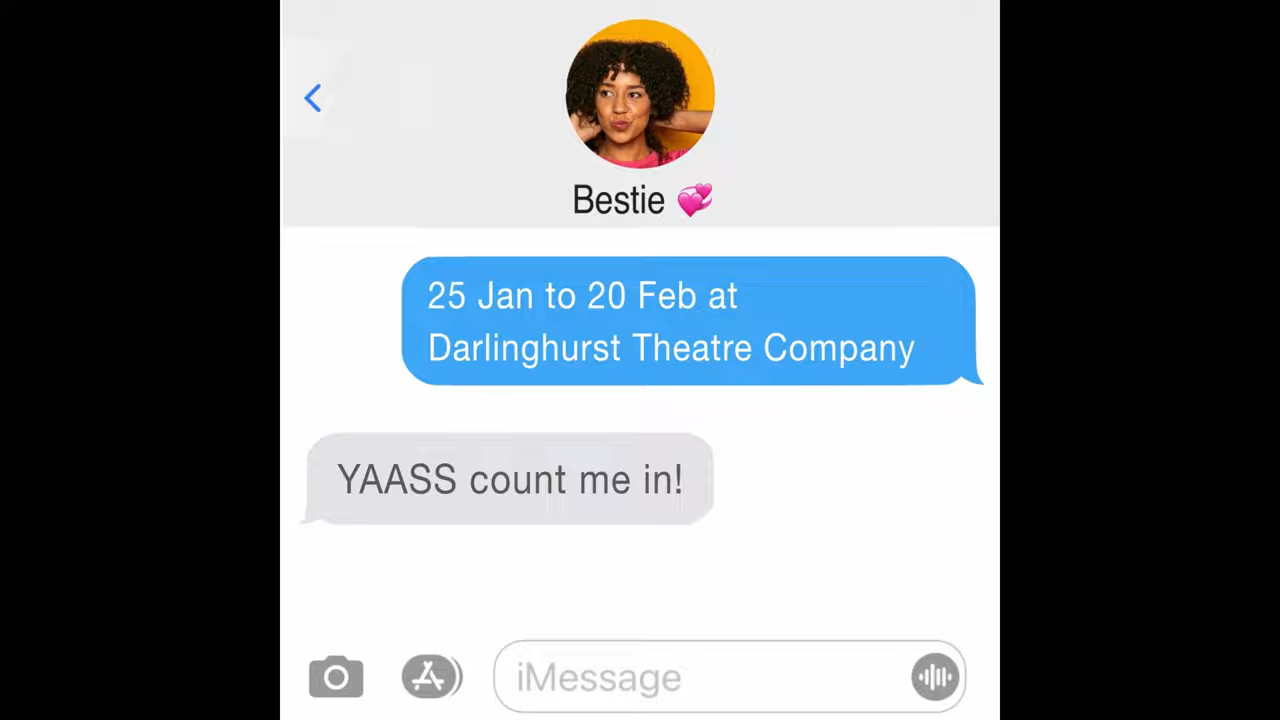 Bestie 💞
25 Jan to 20 Feb at
Darlinghurst Theatre Company
YAASS count me in!
iMessage